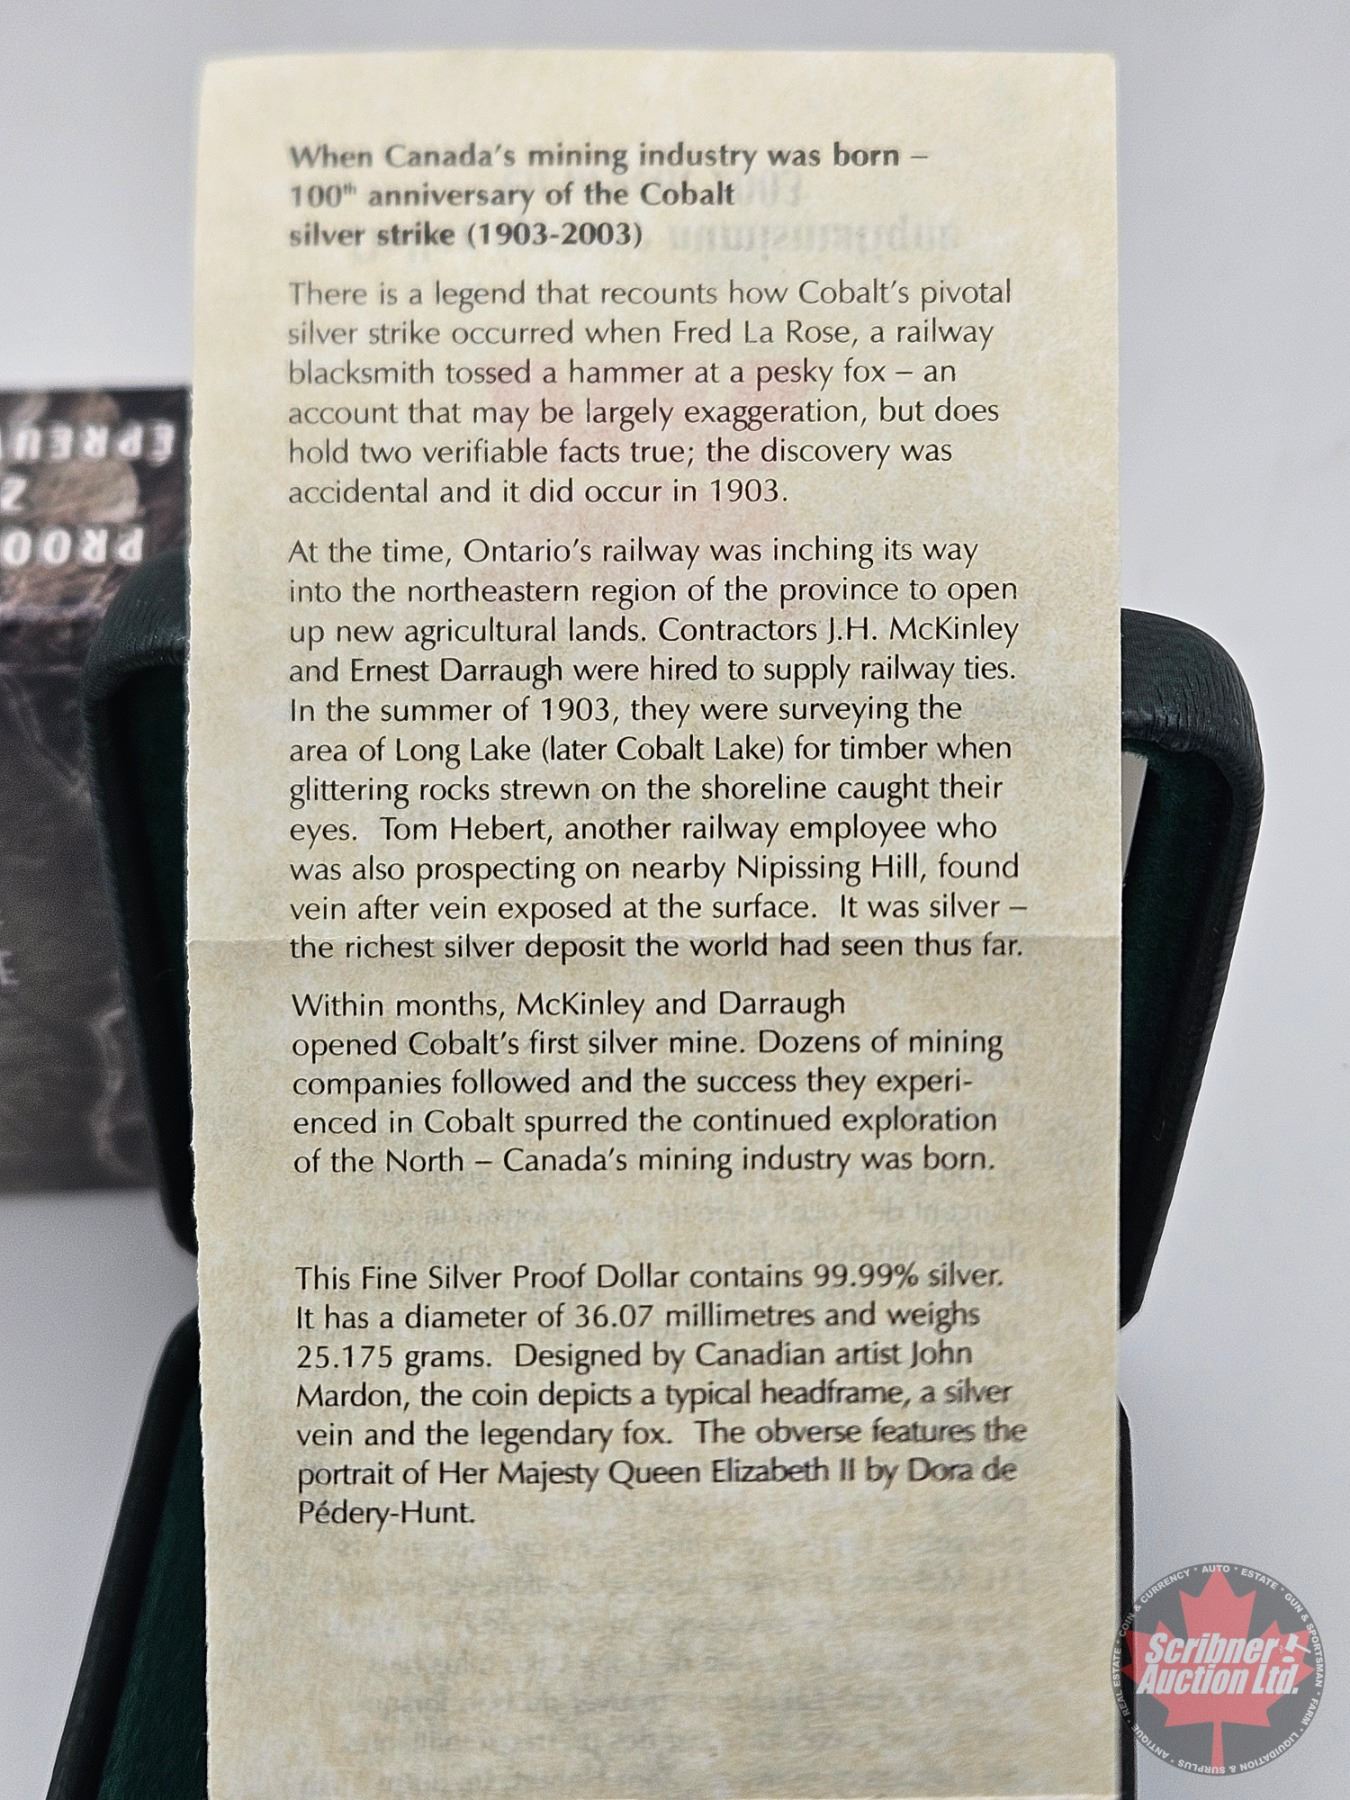 When Canada's mining industry was born –
100th anniversary of the Cobalt
silver strike (1903-2003)
There is a legend that recounts how Cobalt's pivotal
silver strike occurred when Fred La Rose, a railway
blacksmith tossed a hammer at a pesky fox – an
account that may be largely exaggeration, but does
hold two verifiable facts true; the discovery was
accidental and it did occur in 1903.
At the time, Ontario's railway was inching its way
into the northeastern region of the province to open
up new agricultural lands. Contractors J.H. McKinley
and Ernest Darraugh were hired to supply railway ties.
In the summer of 1903, they were surveying the
area of Long Lake (later Cobalt Lake) for timber when
glittering rocks strewn on the shoreline caught their
eyes.  Tom Hebert, another railway employee who
was also prospecting on nearby Nipissing Hill, found
vein after vein exposed at the surface.  It was silver –
the richest silver deposit the world had seen thus far.
Within months, McKinley and Darraugh
opened Cobalt's first silver mine. Dozens of mining
companies followed and the success they experi-
enced in Cobalt spurred the continued exploration
of the North – Canada's mining industry was born.
This Fine Silver Proof Dollar contains 99.99% silver.
It has a diameter of 36.07 millimetres and weighs
25.175 grams.  Designed by Canadian artist John
Mardon, the coin depicts a typical headframe, a silver
vein and the legendary fox.  The obverse features the
portrait of Her Majesty Queen Elizabeth II by Dora de
Pédery-Hunt.
Scribner
Auction Ltd.
COIN & CURRENCY · AUTO · ESTATE · GUN & SPORTSMAN · FARM · LIQUIDATION & SURPLUS · ANTIQUE · REAL ESTATE ·